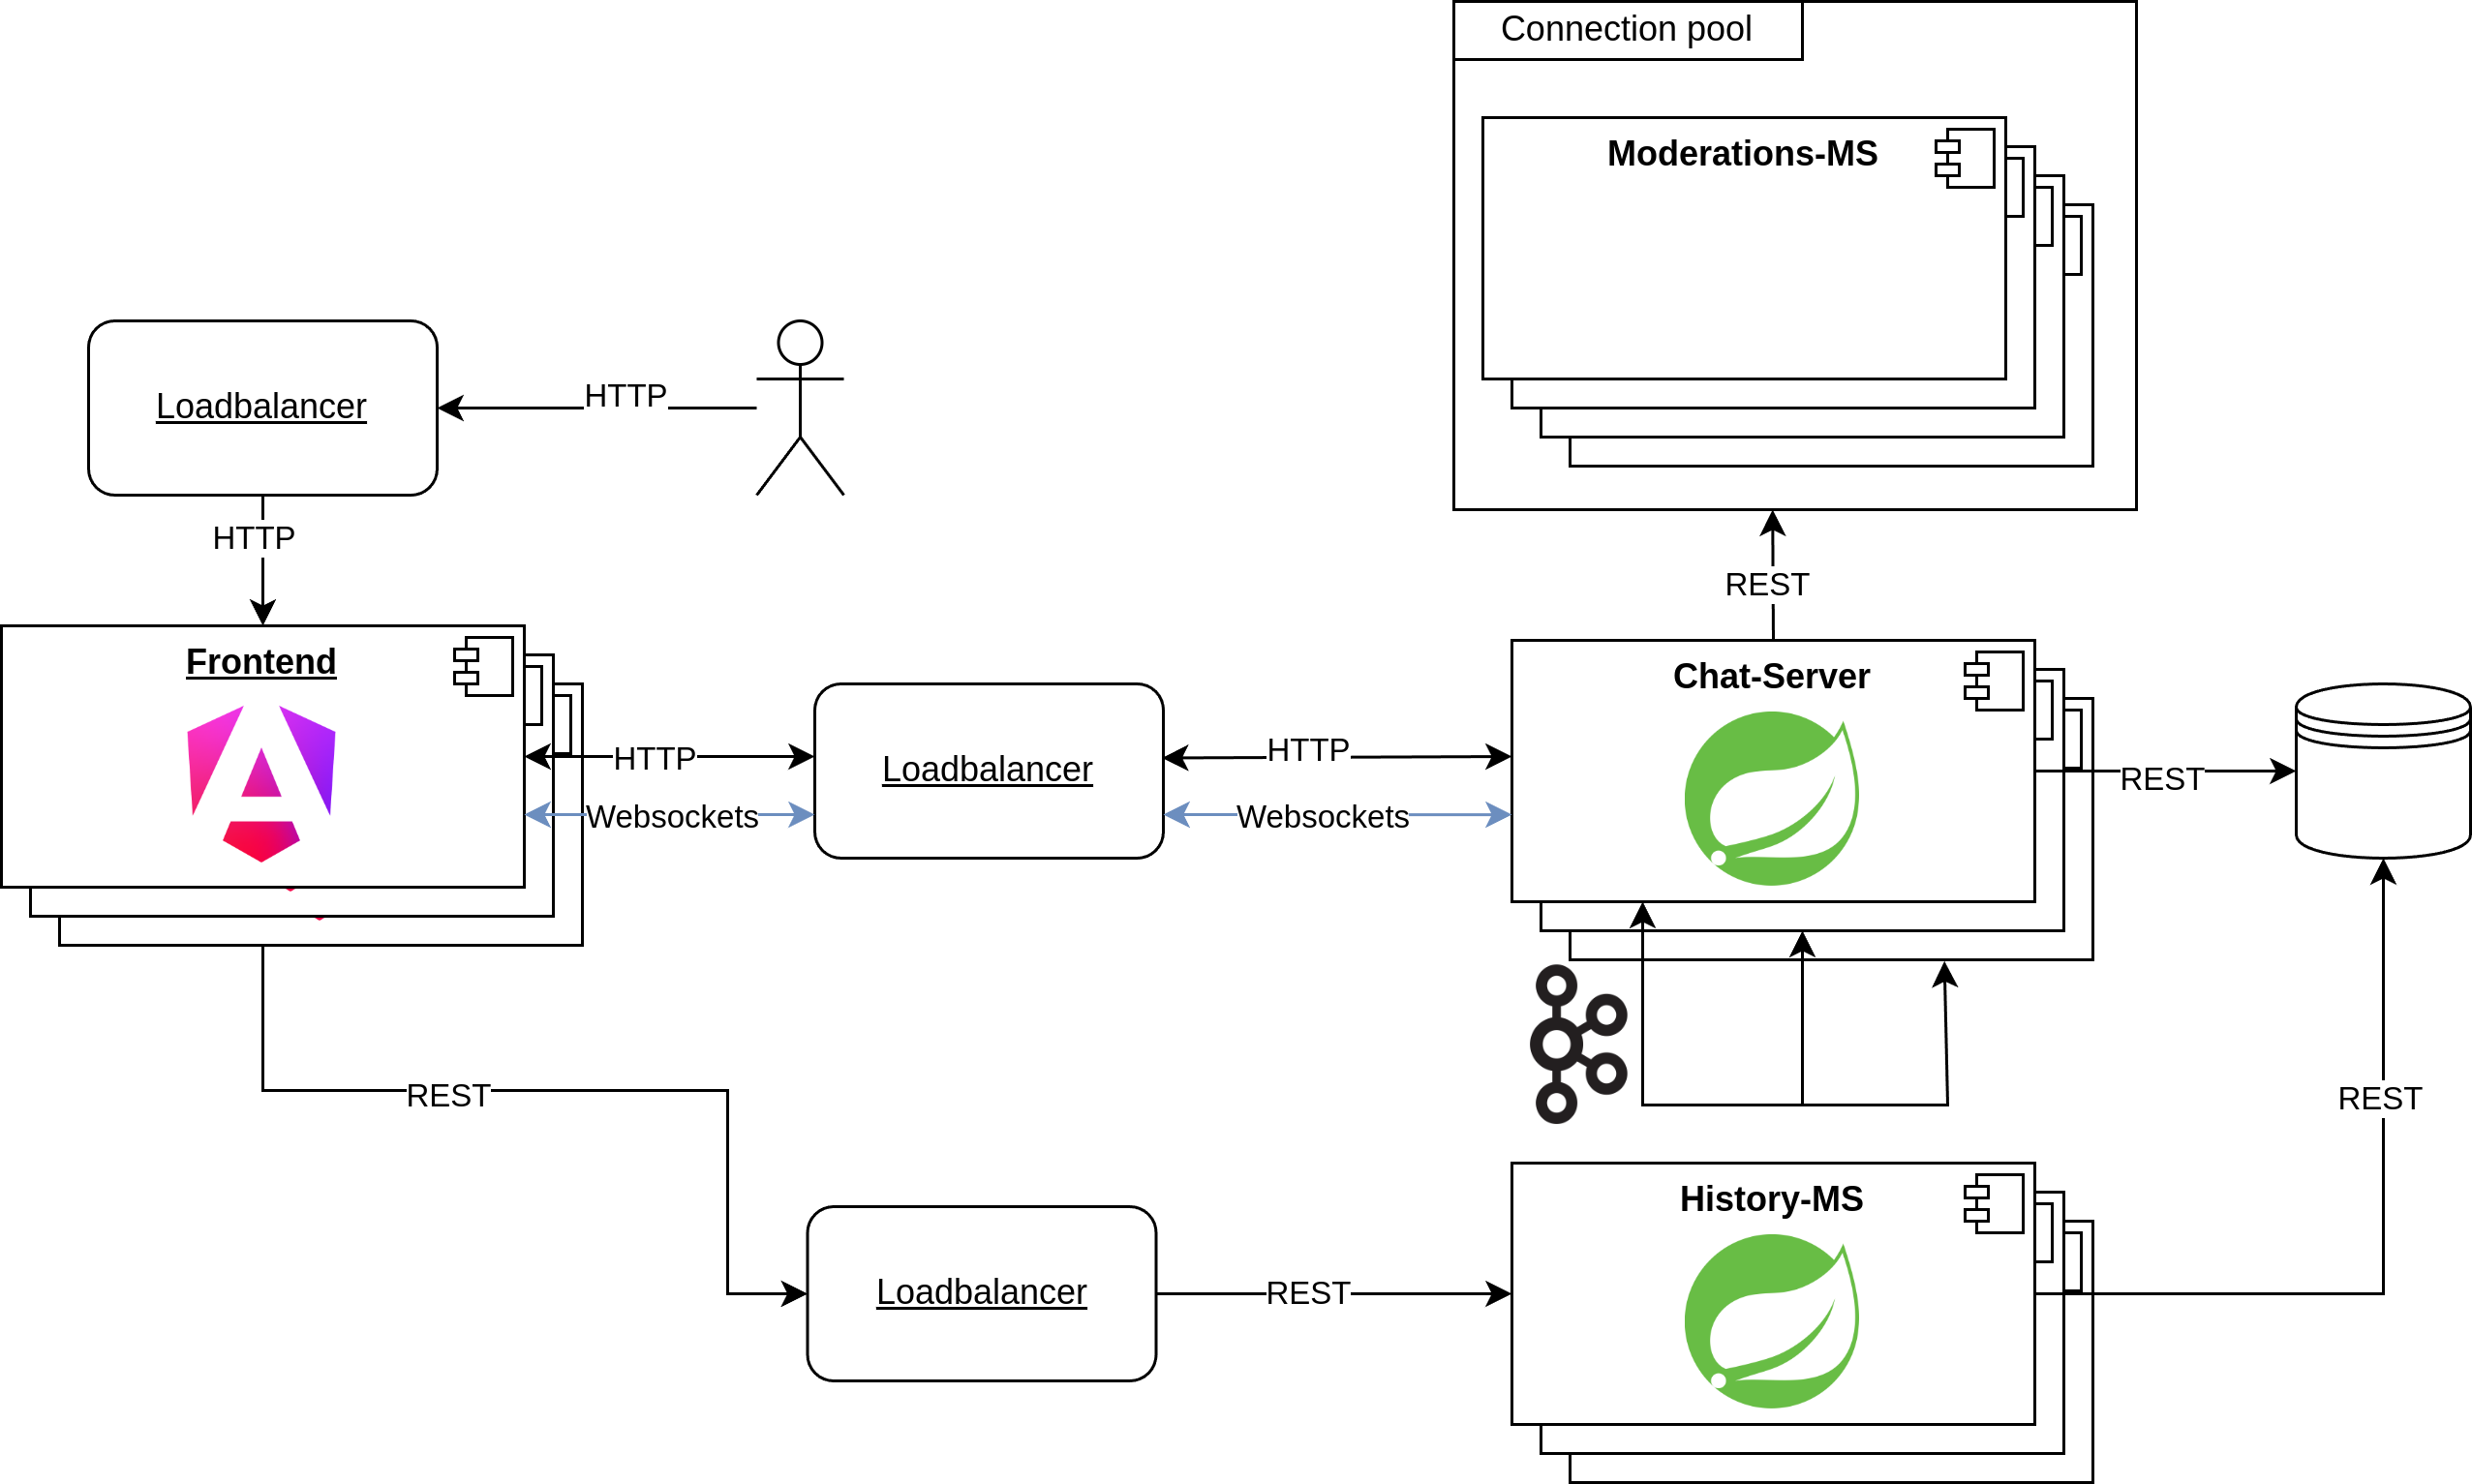 Connection pool
Moderations-MS
Loadbalancer
HTTP
HTTP
REST
Frontend
Chat-Server
HTTP
Websockets
Loadbalancer
HTTP
Websockets
REST
REST
REST
History-MS
Loadbalancer
REST